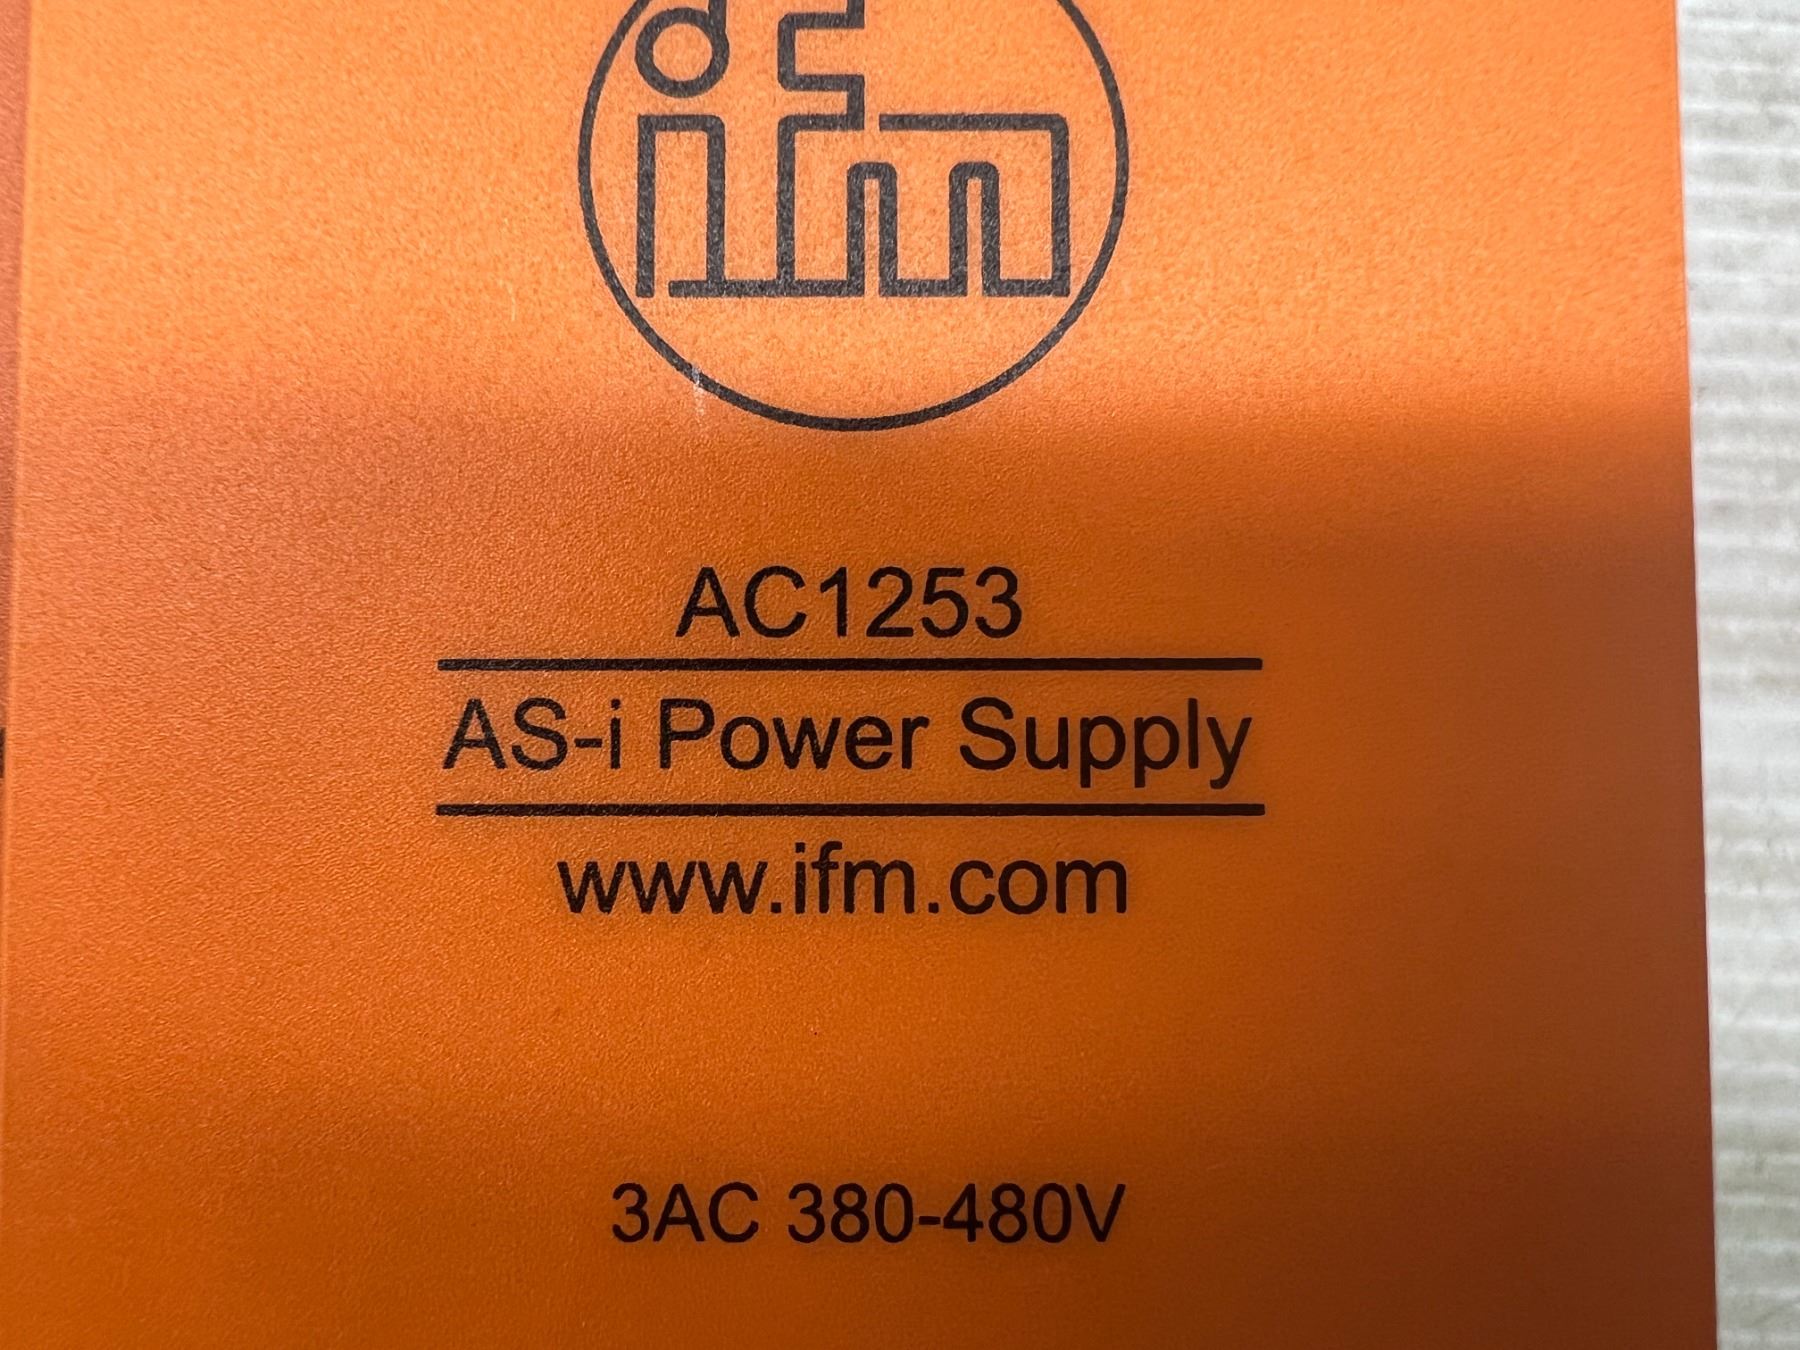 ifm
AC1253
AS-i Power Supply
www.ifm.com
3AC 380-480V